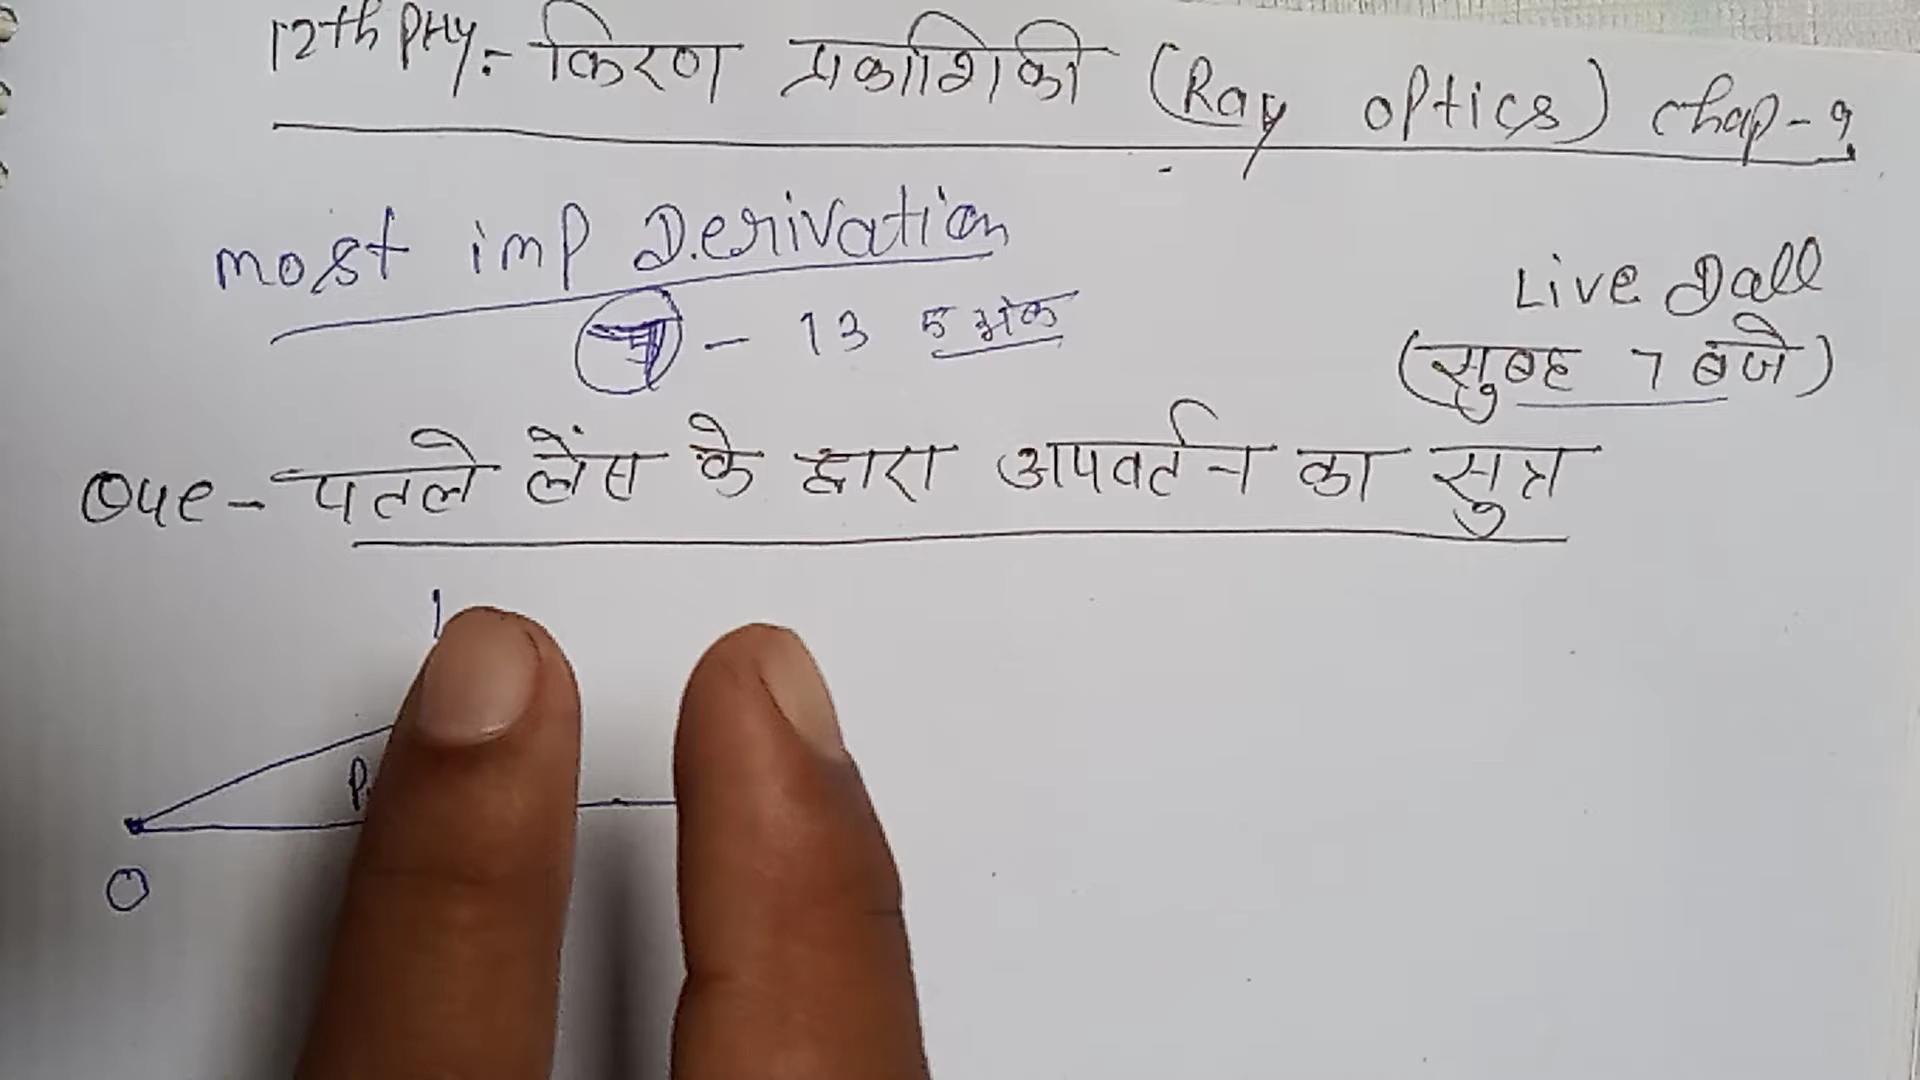 12th PHY:- किरण प्रकाशिकी (Ray optics) chap-9
most imp Derivation
- 13 5 अंक
Live Dall
(सुबह 7 बजे)
Que- पतले लेंस के द्वारा अपवर्तन का सुत्र
P
O